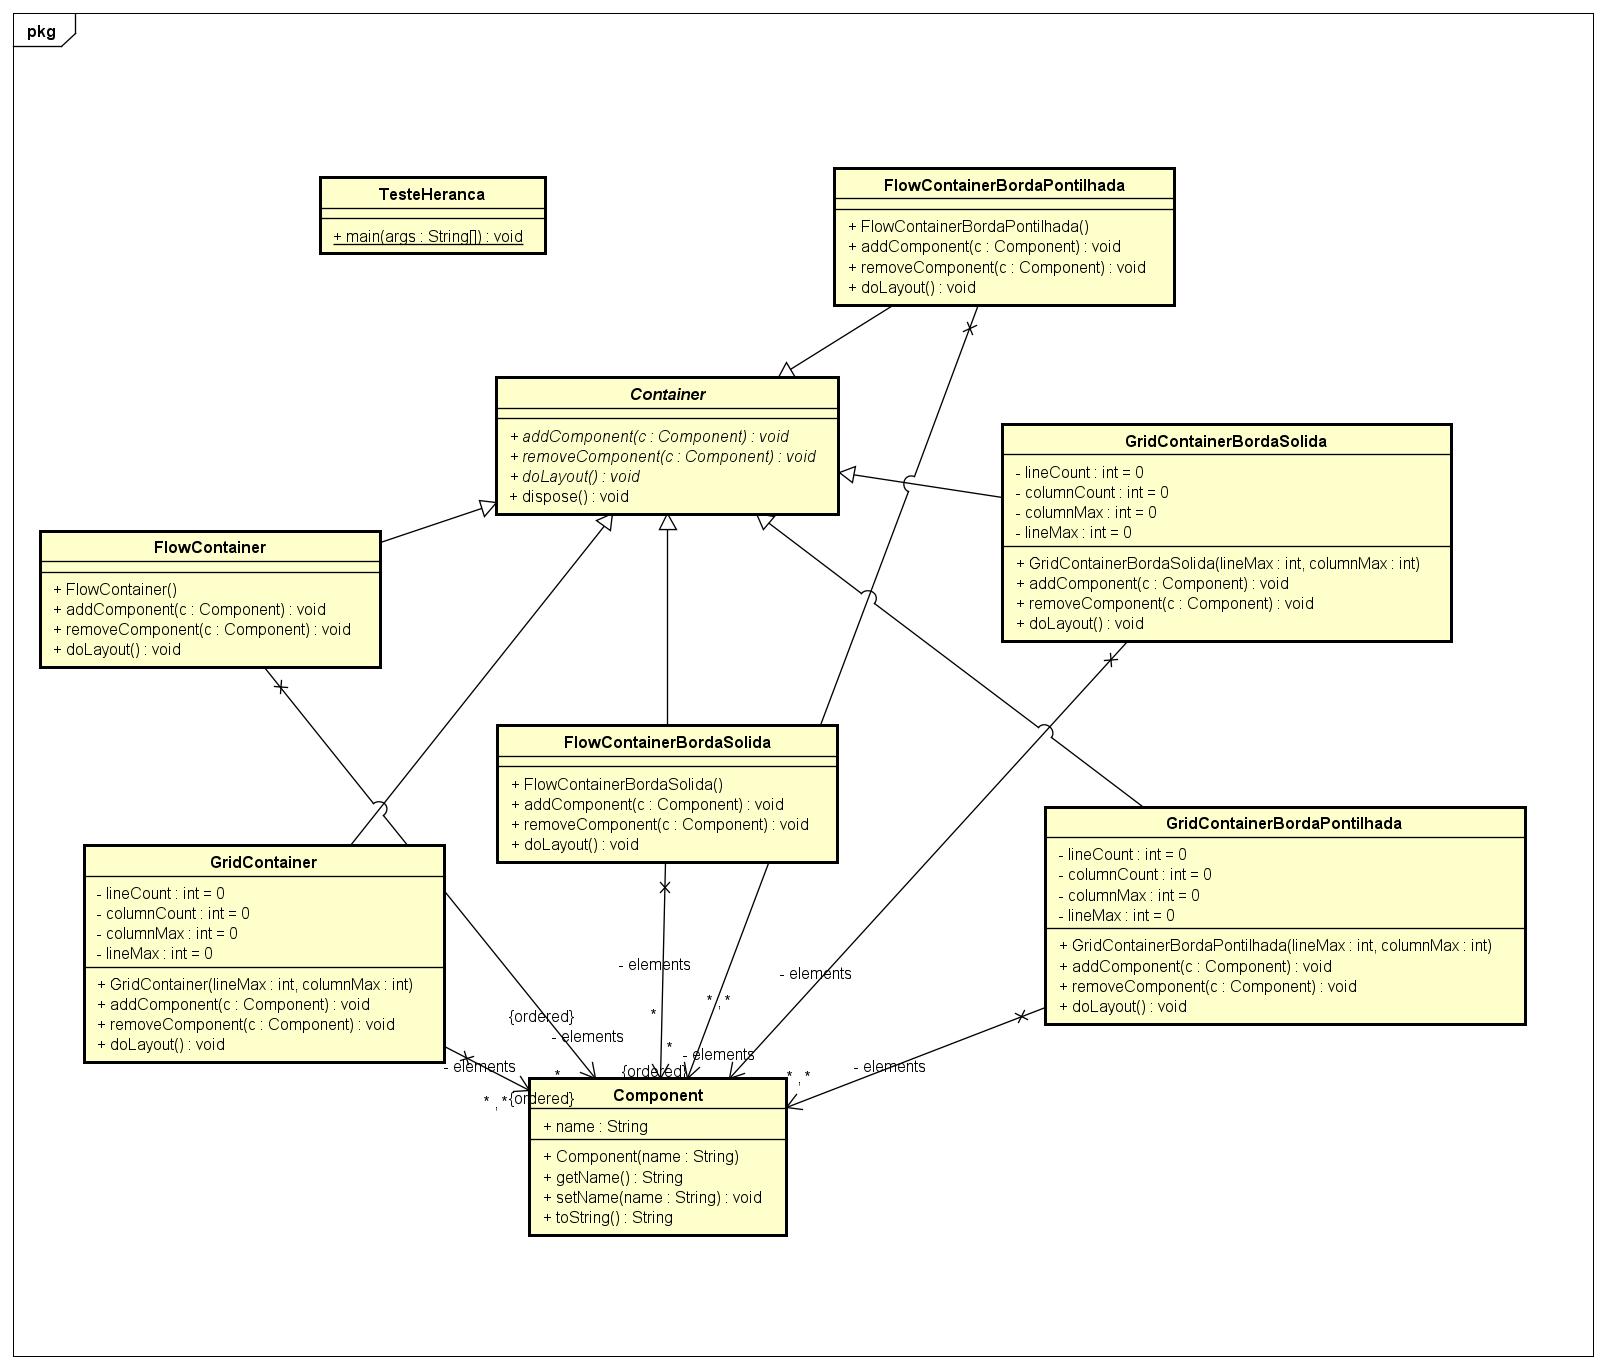 pkg
TesteHeranca
+ main(args : String[]) : void
FlowContainerBordaPontilhada
+ FlowContainerBordaPontilhada()
+ addComponent(c : Component) : void
+ removeComponent(c : Component) : void
+ doLayout() : void
Container
+ addComponent(c : Component) : void
+ removeComponent(c : Component) : void
+ doLayout() : void
+ dispose() : void
GridContainerBordaSolida
- lineCount : int = 0
- columnCount : int = 0
- columnMax : int = 0
- lineMax : int = 0
+ GridContainerBordaSolida(lineMax : int, columnMax : int)
+ addComponent(c : Component) : void
+ removeComponent(c : Component) : void
+ doLayout() : void
FlowContainer
+ FlowContainer()
+ addComponent(c : Component) : void
+ removeComponent(c : Component) : void
+ doLayout() : void
FlowContainerBordaSolida
+ FlowContainerBordaSolida()
+ addComponent(c : Component) : void
+ removeComponent(c : Component) : void
+ doLayout() : void
GridContainerBordaPontilhada
- lineCount : int = 0
- columnCount : int = 0
- columnMax : int = 0
- lineMax : int = 0
+ GridContainerBordaPontilhada(lineMax : int, columnMax : int)
+ addComponent(c : Component) : void
+ removeComponent(c : Component) : void
+ doLayout() : void
GridContainer
- lineCount : int = 0
- columnCount : int = 0
- columnMax : int = 0
- lineMax : int = 0
+ GridContainer(lineMax : int, columnMax : int)
+ addComponent(c : Component) : void
+ removeComponent(c : Component) : void
+ doLayout() : void
- elements
- elements
* , *
*
{ordered}
- elements
*
- elements
- elements
- elements
{ordered}
*
* , *
* , *
{ordered}
Component
+ name : String
+ Component(name : String)
+ getName() : String
+ setName(name : String) : void
+ toString() : String